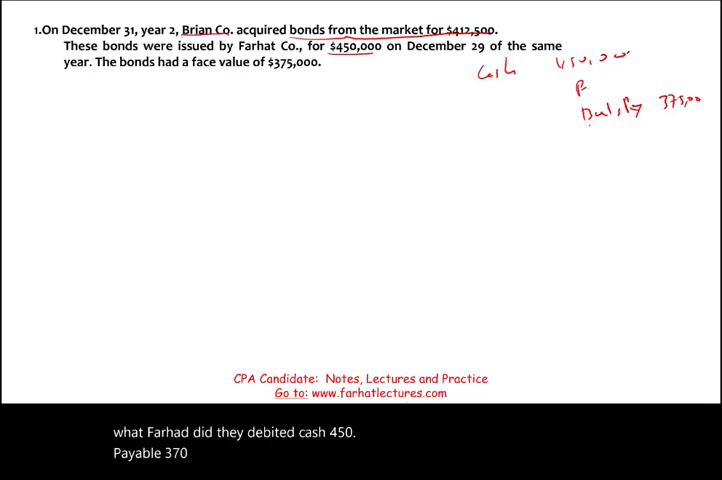 1.On December 31, year 2, Brian Co. acquired bonds from the market for $412,500.
These bonds were issued by Farhat Co., for $450,000 on December 29 of the same
year. The bonds had a face value of $375,000.
Cash 450,000
375,00
CPA Candidate: Notes, Lectures and Practice
Go to: www.farhatlectures.com
what Farhad did they debited cash 450.
Payable 370